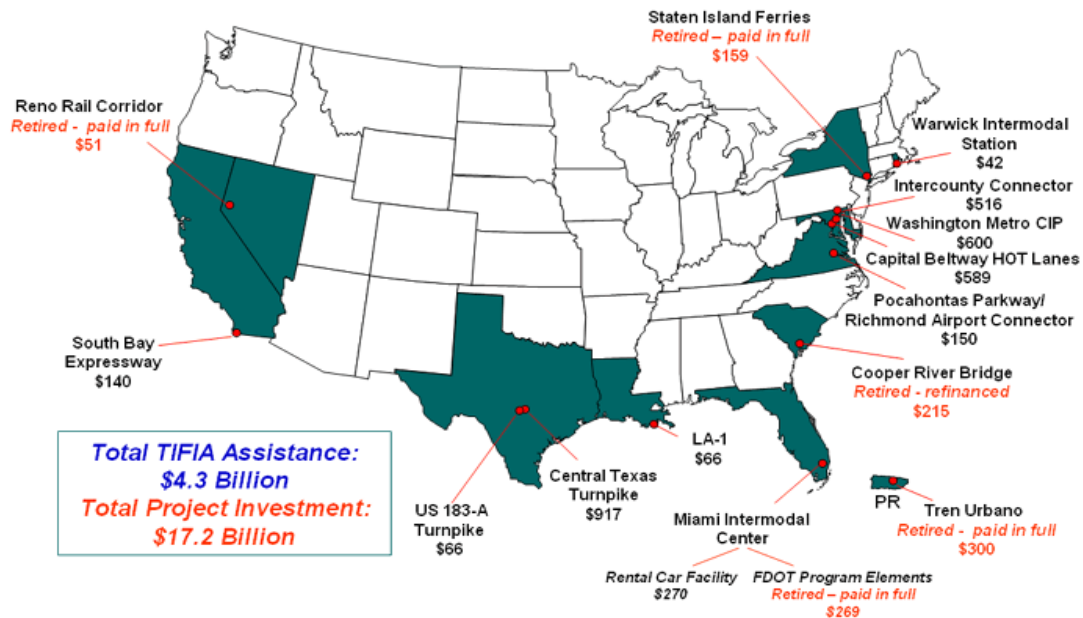 Staten Island Ferries
Retired – paid in full
$159
Reno Rail Corridor
Retired - paid in full
$51
Warwick Intermodal
Station
$42
Intercounty Connector
$516
Washington Metro CIP
$600
Capital Beltway HOT Lanes
$589
Pocahontas Parkway/
Richmond Airport Connector
$150
South Bay
Expressway
$140
Cooper River Bridge
Retired - refinanced
$215
LA-1
$66
Total TIFIA Assistance:
$4.3 Billion
Total Project Investment:
$17.2 Billion
US 183-A
Turnpike
$66
Central Texas
Turnpike
$917
Miami Intermodal
Center
Rental Car Facility
$270
FDOT Program Elements
Retired – paid in full
$269
PR
Tren Urbano
Retired - paid in full
$300